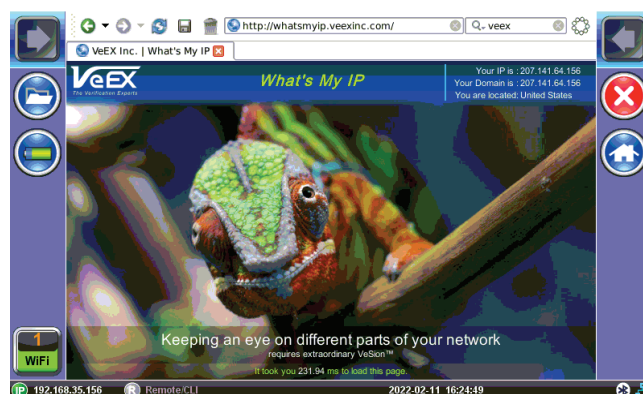 http://whatsmyip.veexinc.com/
veex
VeEX Inc. | What's My IP
VeEX
The Verification Experts
What's My IP
Your IP is : 207.141.64.156
Your Domain is : 207.141.64.156
You are located: United States
Keeping an eye on different parts of your network
requires extraordinary VeSion™
It took you 231.94 ms to load this page.
1
WiFi
IP 192.168.35.156 R Remote/CLI 2022-02-11 16:24:49